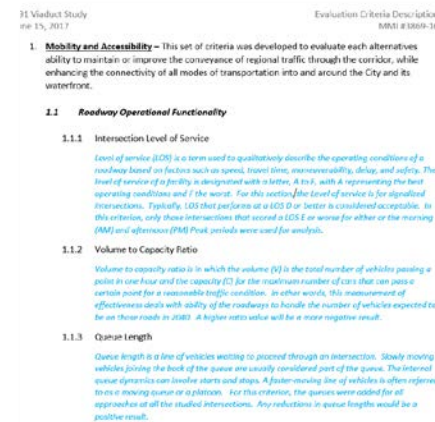 91 Viaduct Study
Evaluation Criteria Description
June 15, 2017
MMI #3869-16
1. Mobility and Accessibility – This set of criteria was developed to evaluate each alternatives
ability to maintain or improve the conveyance of regional traffic through the corridor, while
enhancing the connectivity of all modes of transportation into and around the City and its
waterfront.
1.1 Roadway Operational Functionality
1.1.1 Intersection Level of Service
Level of service (LOS) is a term used to qualitatively describe the operating conditions of a
roadway based on factors such as speed, travel time, maneuverability, delay, and safety. The
level of service of a facility is designated with a letter, A to F, with A representing the best
operating conditions and F the worst. For this section, the Level of service is for signalized
intersections. Typically, LOS that performs at a LOS D or better is considered acceptable. In
this criterion, only those intersections that scored a LOS E or worse for either or the morning
(AM) and afternoon (PM) Peak periods were used for analysis.
1.1.2 Volume to Capacity Ratio
Volume to capacity ratio is in which the volume (V) is the total number of vehicles passing a
point in one hour and the capacity (C) for the maximum number of cars that can pass a
certain point for a reasonable traffic condition. In other words, this measurement of
effectiveness deals with ability of the roadways to handle the number of vehicles expected to
be on those roads in 2040. A higher ratio value will be a more negative result.
1.1.3 Queue Length
Queue length is a line of vehicles waiting to proceed through an intersection. Slowly moving
vehicles joining the back of the queue are usually considered part of the queue. The internal
queue dynamics can involve starts and stops. A faster-moving line of vehicles is often referred
to as a moving queue or a platoon. For this criterion, the queues were added for all
approaches at all the studied intersections. Any reductions in queue lengths would be a
positive result.